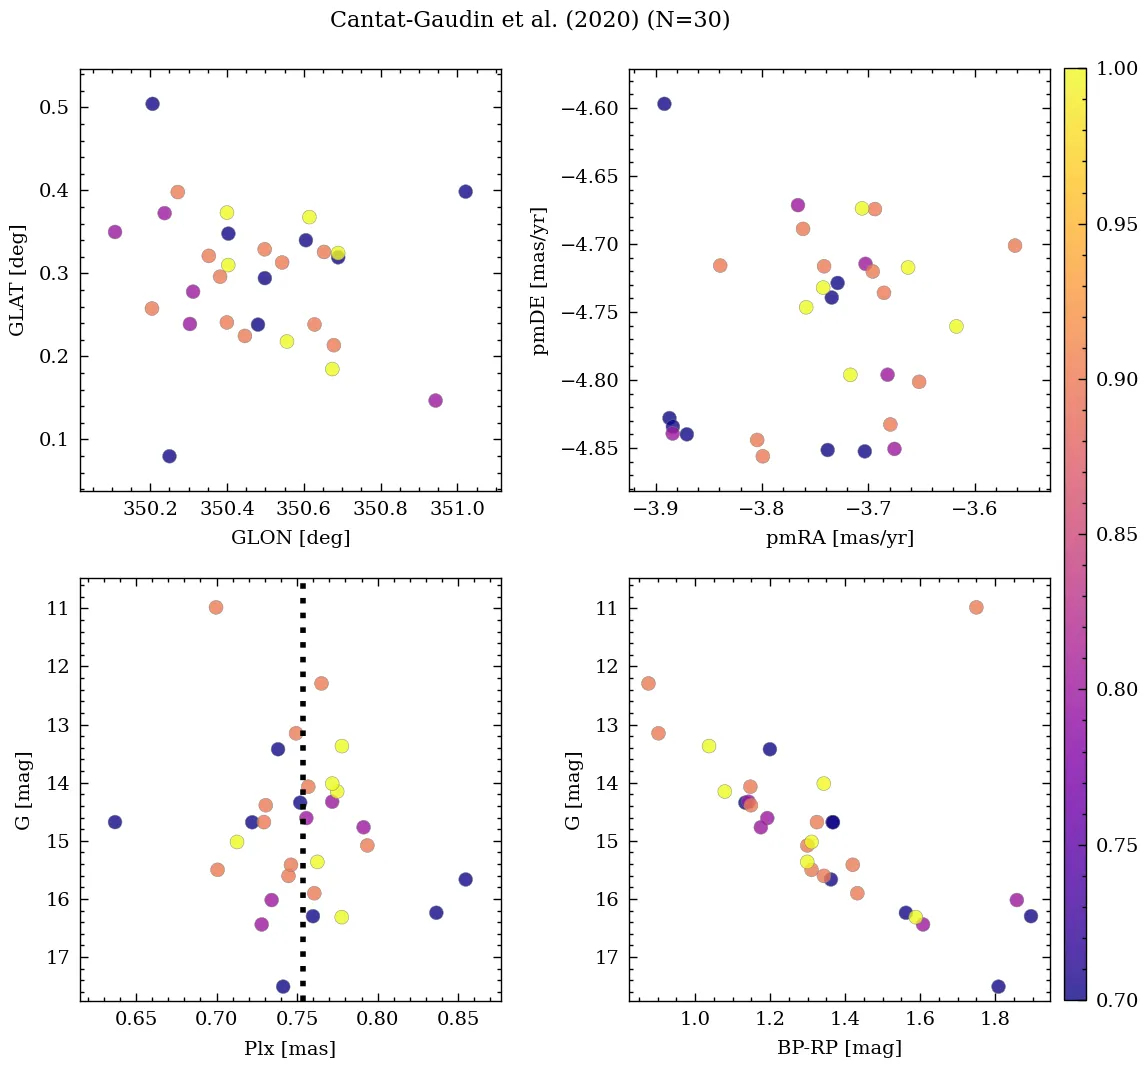 Cantat-Gaudin et al. (2020) (N=30)
0.5
0.4
0.3
0.2
0.1
GLAT [deg]
350.2 350.4 350.6 350.8 351.0
GLON [deg]
−4.60
−4.65
−4.70
−4.75
−4.80
−4.85
pmDE [mas/yr]
−3.9 −3.8 −3.7 −3.6
pmRA [mas/yr]
11
12
13
14
15
16
17
G [mag]
0.65 0.70 0.75 0.80 0.85
Plx [mas]
11
12
13
14
15
16
17
G [mag]
1.0 1.2 1.4 1.6 1.8
BP-RP [mag]
1.00
0.95
0.90
0.85
0.80
0.75
0.70